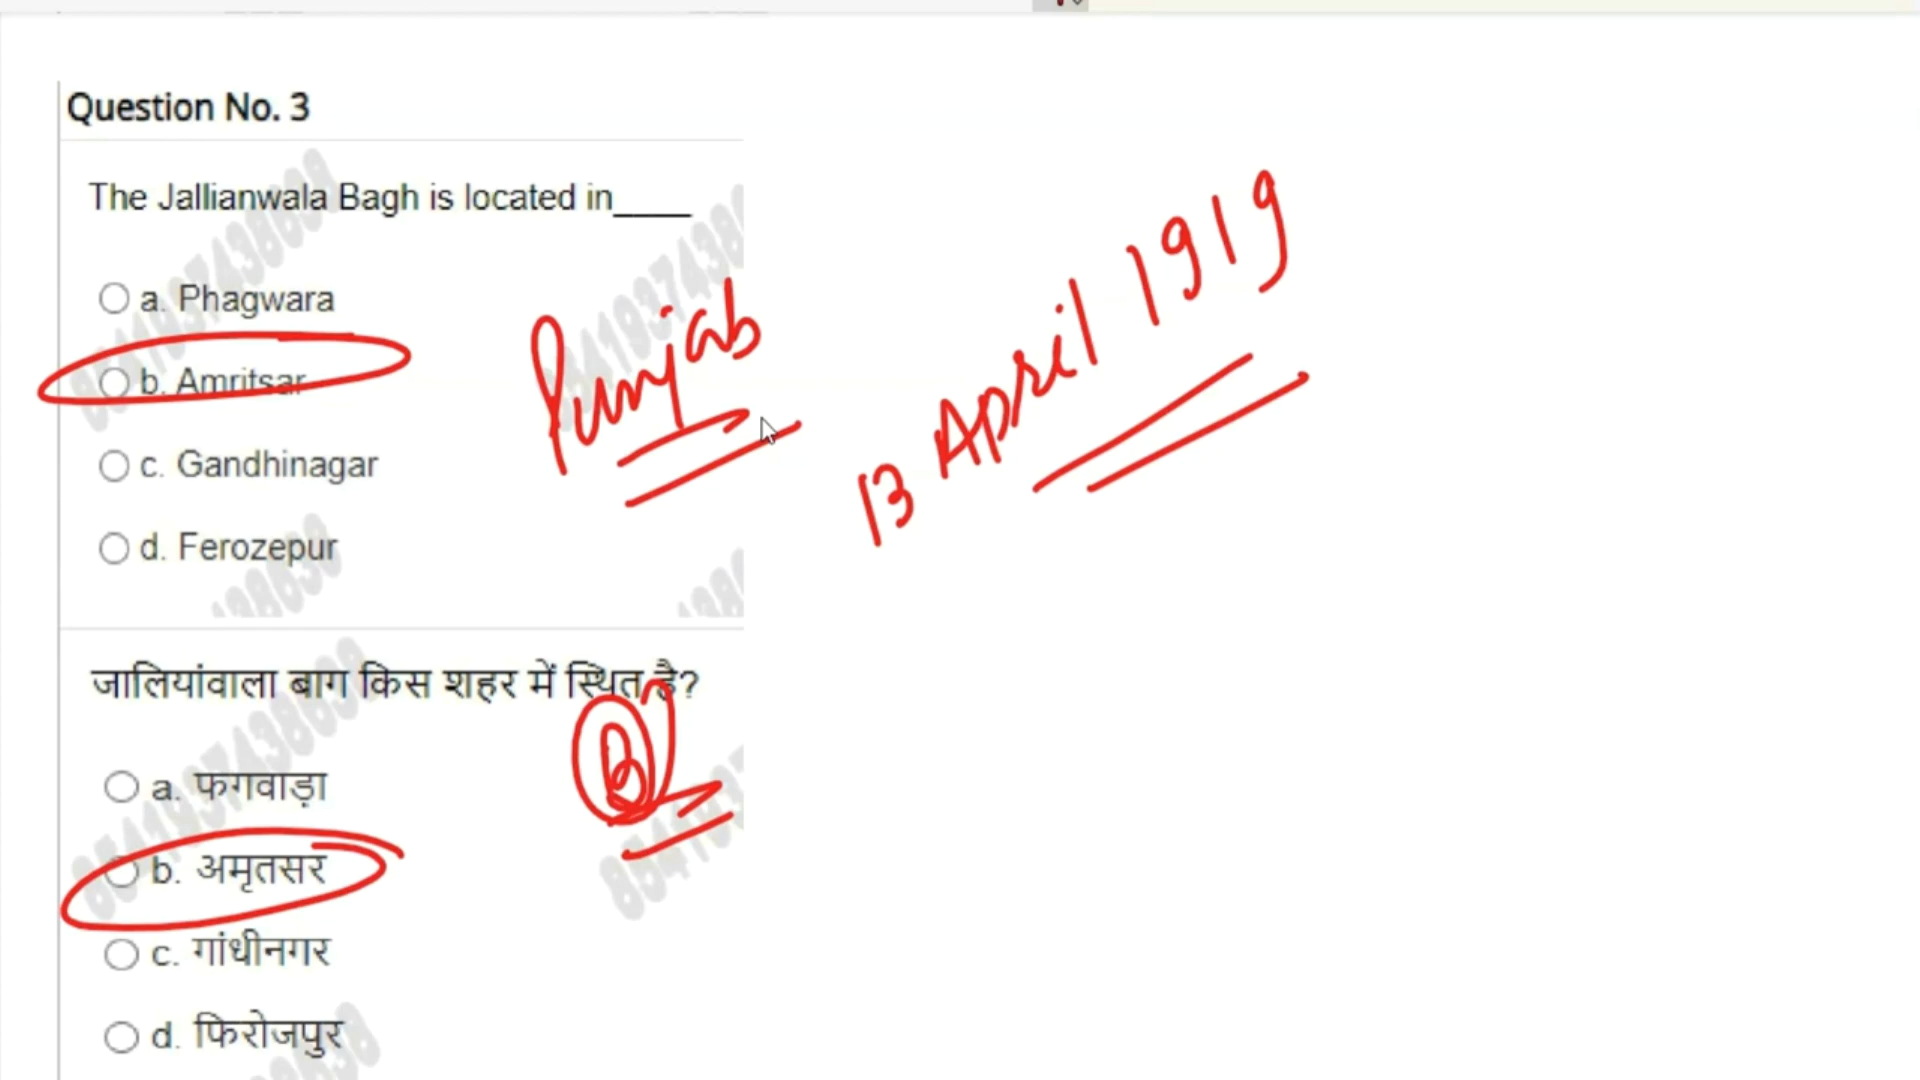 Question No. 3
The Jallianwala Bagh is located in____
a. Phagwara
b. Amritsar
c. Gandhinagar
d. Ferozepur
Punjab
13 April 1919
जालियांवाला बाग किस शहर में स्थित है?
a. फगवाड़ा
b. अमृतसर
B
c. गांधीनगर
d. फिरोजपुर